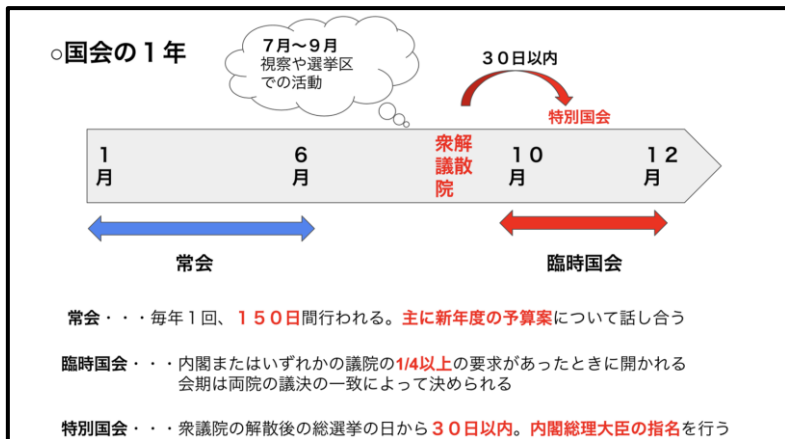 ○国会の１年
７月〜９月
視察や選挙区
での活動
３０日以内
特別国会
１月
６月
衆議院
解散
１０月
１２月
常会
臨時国会
常会・・・毎年１回、１５０日間行われる。主に新年度の予算案について話し合う
臨時国会・・・内閣またはいずれかの議院の1/4以上の要求があったときに開かれる
会期は両院の議決の一致によって決められる
特別国会・・・衆議院の解散後の総選挙の日から３０日以内。内閣総理大臣の指名を行う